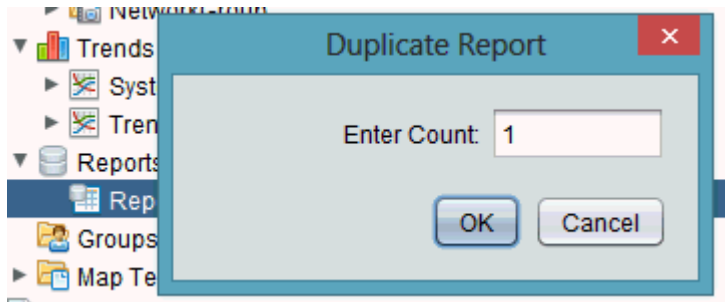 Trends
Syst
Tren
Reports
Rep
Groups
Map Te
Duplicate Report
Enter Count: 1
OK Cancel